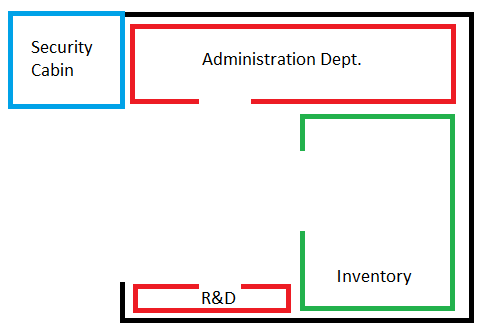 Security
Cabin
Administration Dept.
Inventory
R&D